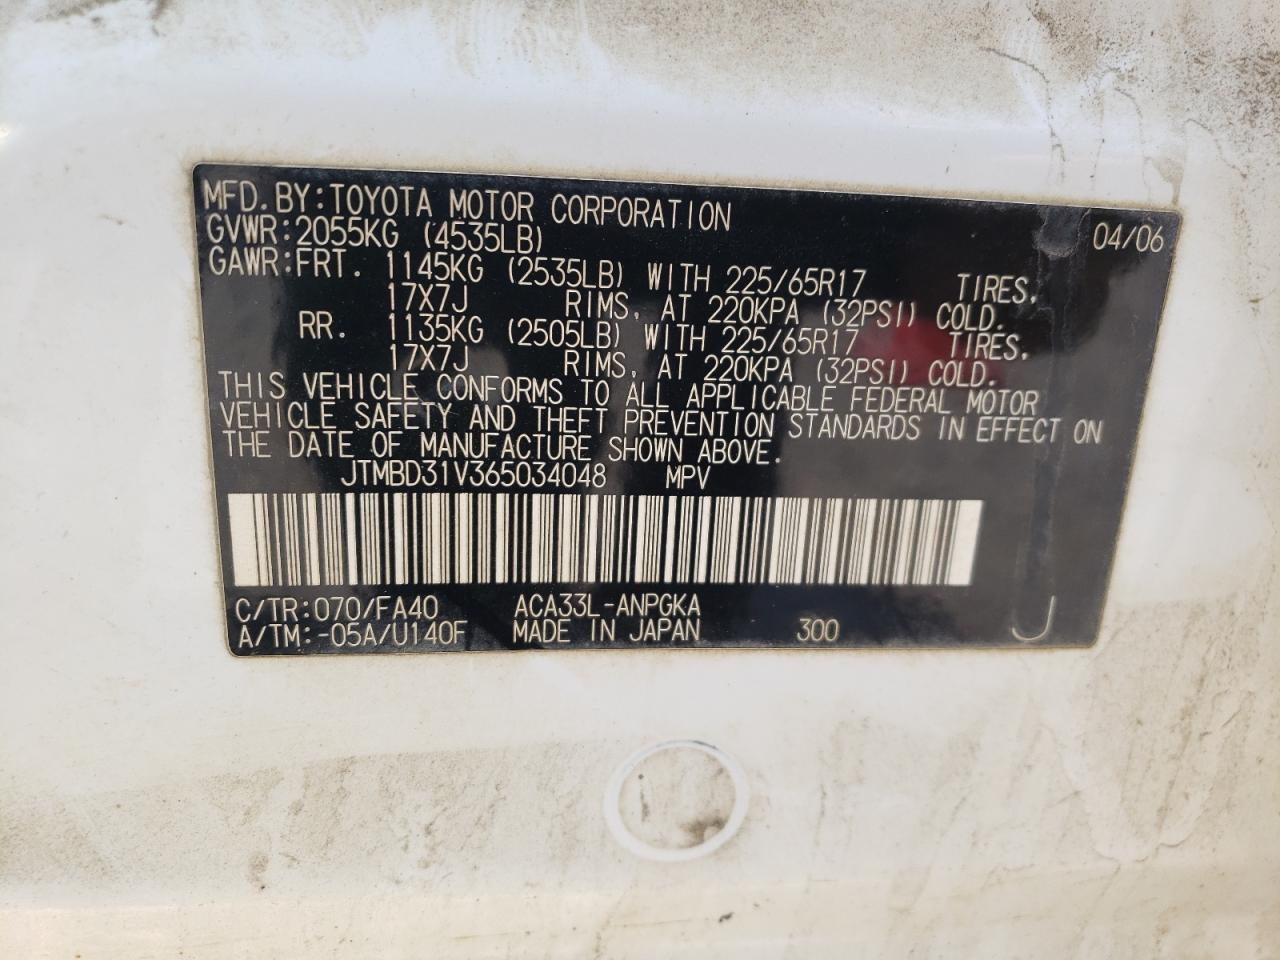 MFD. BY: TOYOTA MOTOR CORPORATION 04/06
GVWR: 2055KG (4535LB)
GAWR: FRT. 1145KG (2535LB) WITH 225/65R17 TIRES,
17X7J RIMS, AT 220KPA (32PSI) COLD.
RR. 1135KG (2505LB) WITH 225/65R17 TIRES,
17X7J RIMS, AT 220KPA (32PSI) COLD.
THIS VEHICLE CONFORMS TO ALL APPLICABLE FEDERAL MOTOR
VEHICLE SAFETY AND THEFT PREVENTION STANDARDS IN EFFECT ON
THE DATE OF MANUFACTURE SHOWN ABOVE.
JTMBD31V365034048 MPV
C/TR: 070/FA40 ACA33L-ANPGKA
A/TM: -05A/U140F MADE IN JAPAN 300 J